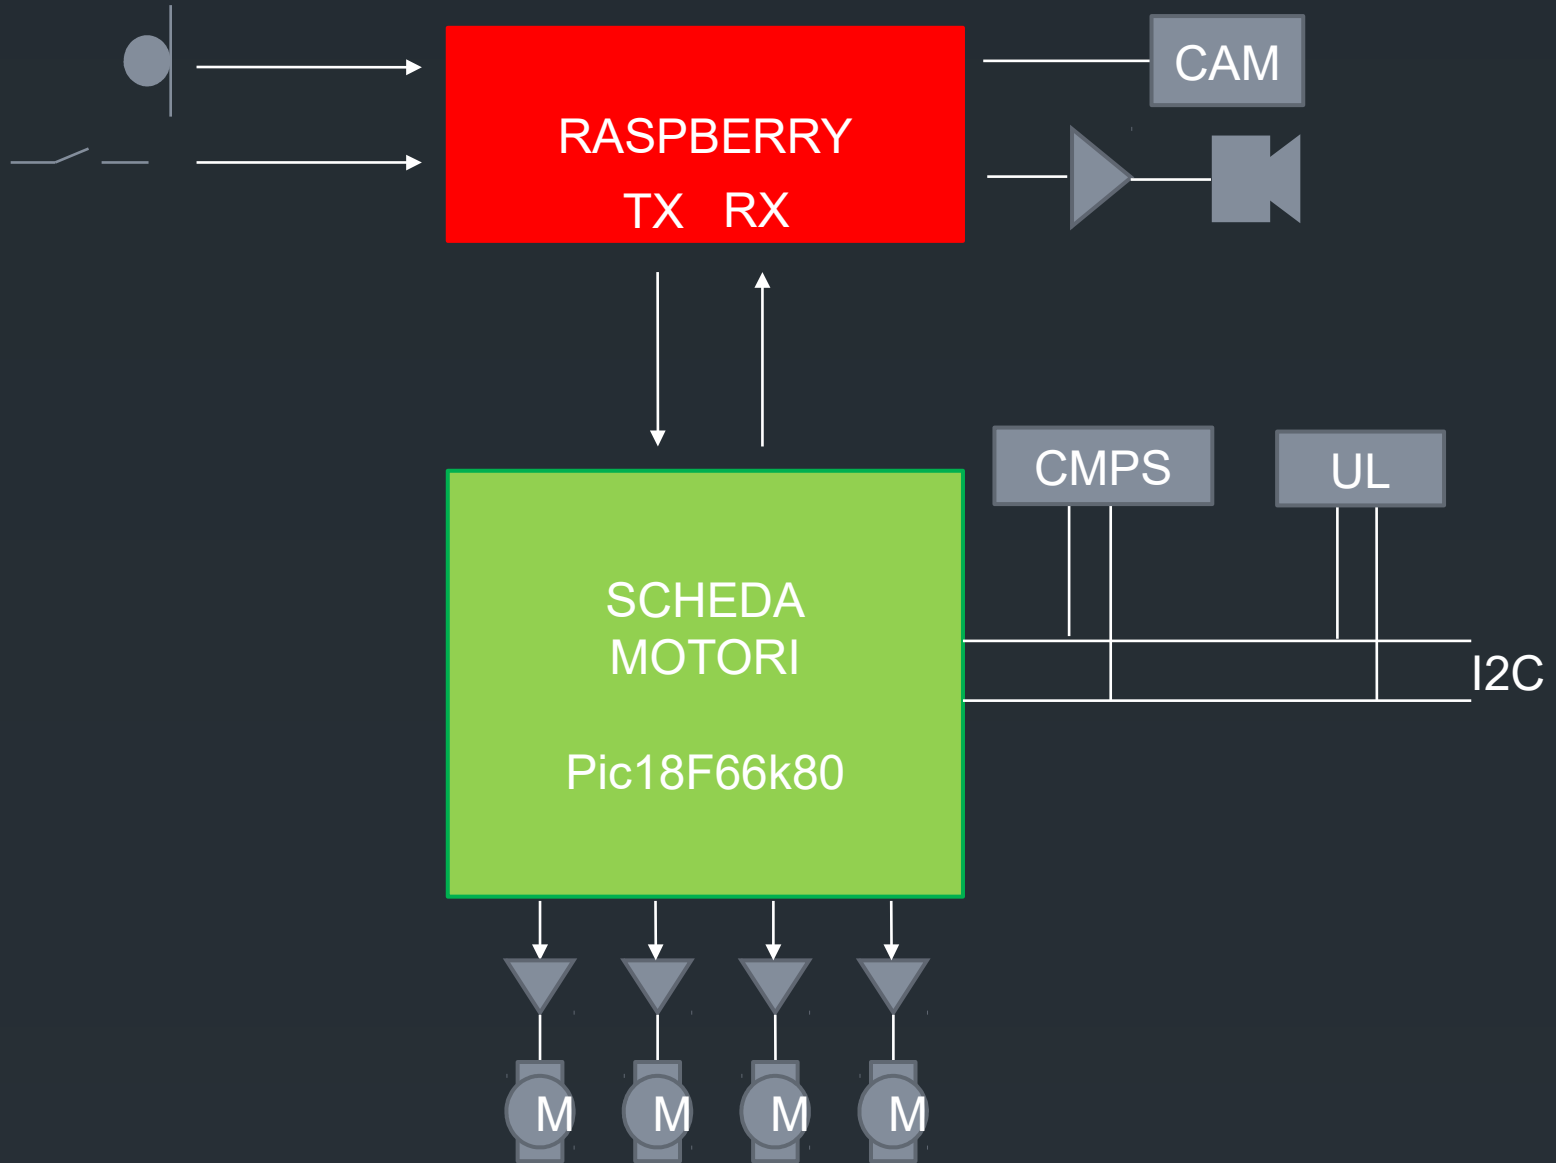 CAM
RASPBERRY
TX RX
CMPS
UL
SCHEDA
MOTORI
I2C
Pic18F66k80
M M M M